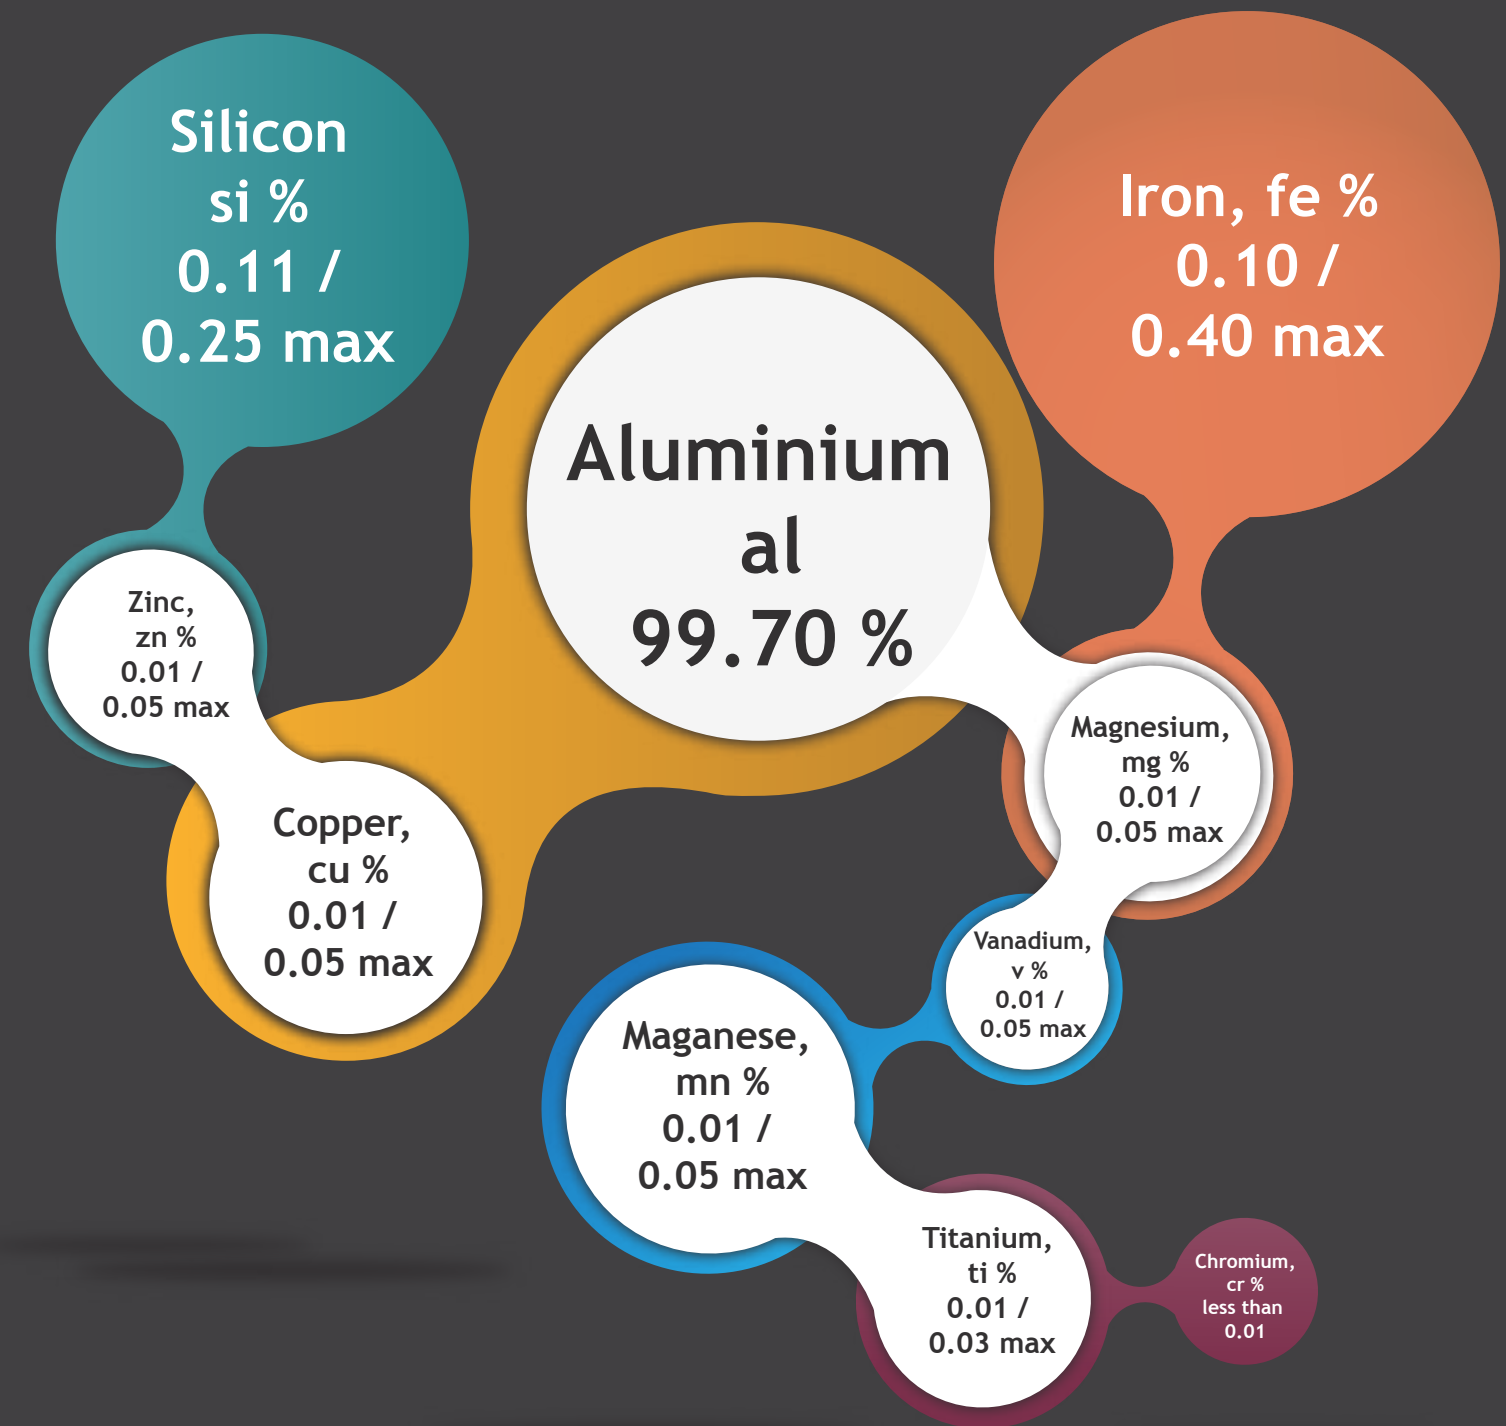 Silicon
si %
0.11 /
0.25 max
Iron, fe %
0.10 /
0.40 max
Aluminium
al
99.70 %
Zinc,
zn %
0.01 /
0.05 max
Magnesium,
mg %
0.01 /
0.05 max
Copper,
cu %
0.01 /
0.05 max
Vanadium,
v %
0.01 /
0.05 max
Maganese,
mn %
0.01 /
0.05 max
Titanium,
ti %
0.01 /
0.03 max
Chromium,
cr %
less than
0.01